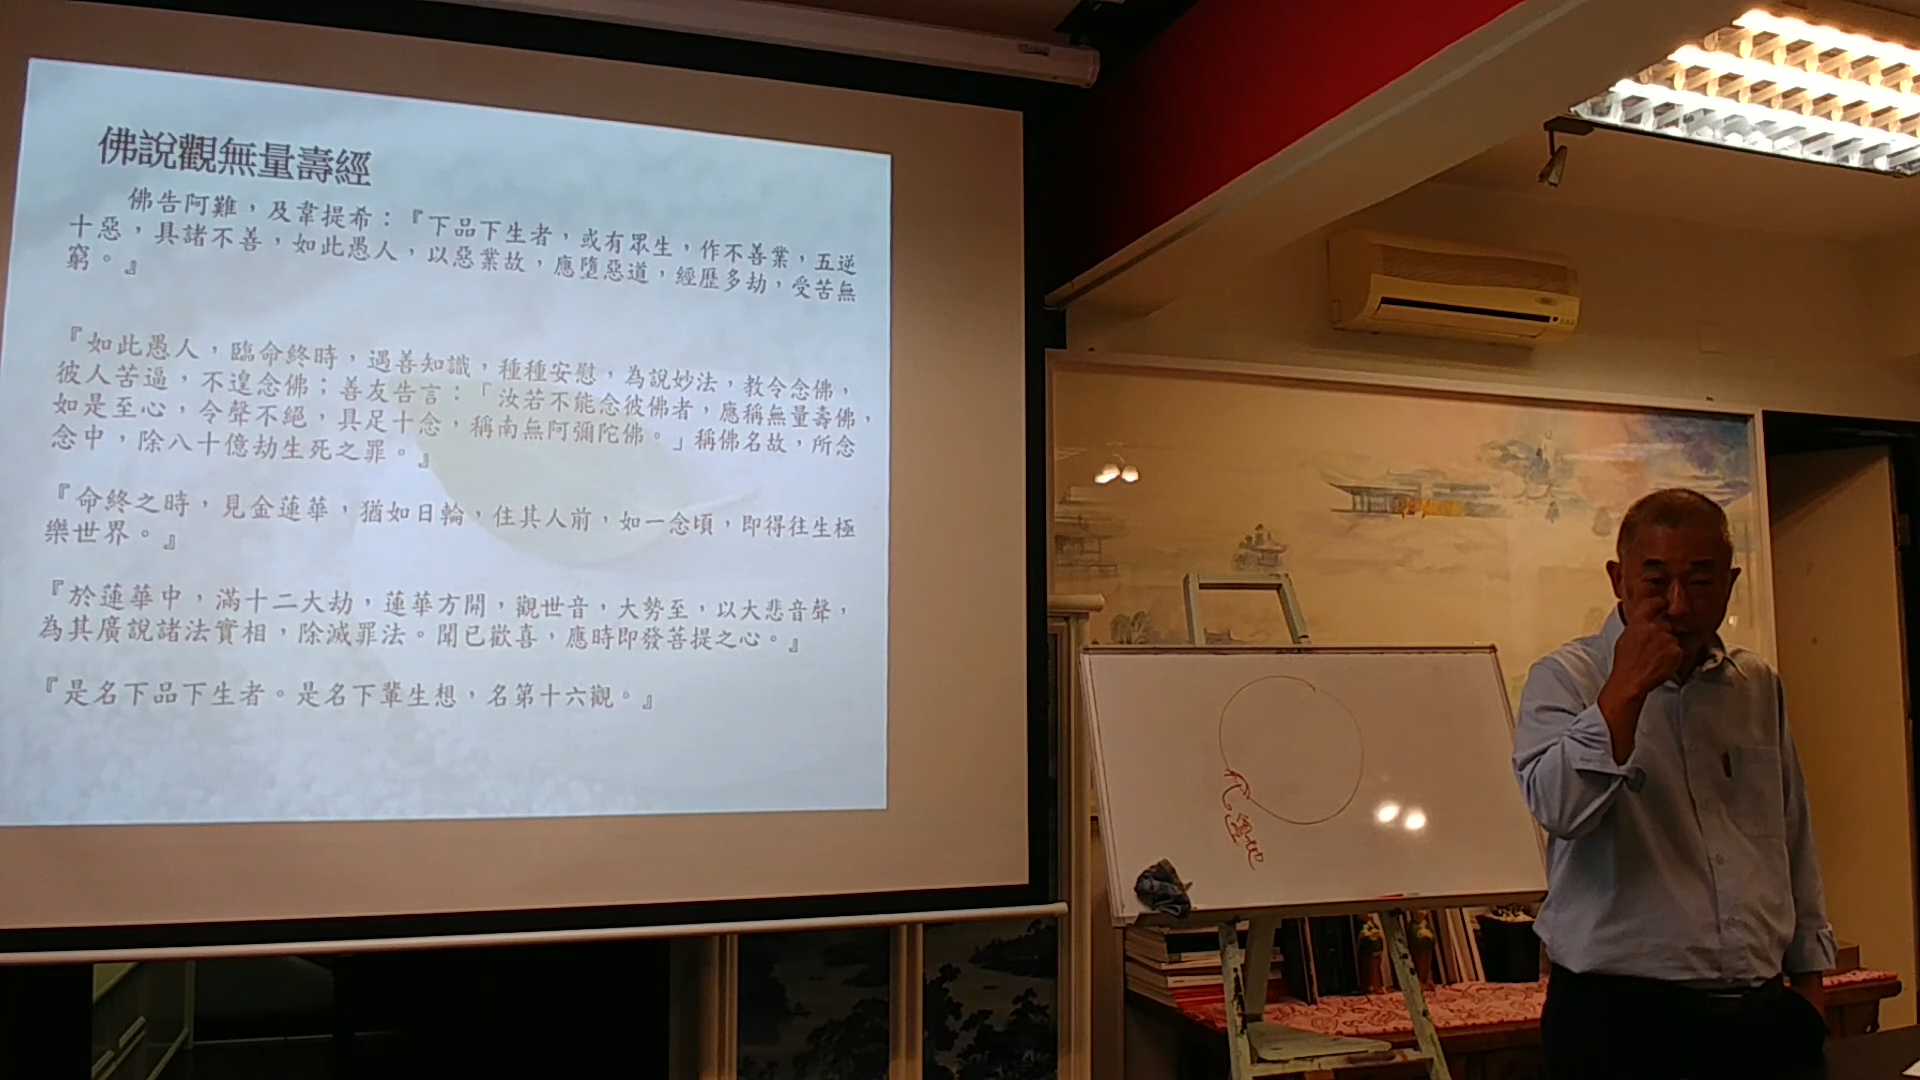 佛說觀無量壽經
佛告阿難，及韋提希：『下品下生者，或有眾生，作不善業，五逆
十惡，具諸不善，如此愚人，以惡業故，應墮惡道，經歷多劫，受苦無
窮。』
『如此愚人，臨命終時，遇善知識，種種安慰，為說妙法，教令念佛，
彼人苦逼，不遑念佛；善友告言：「汝若不能念彼佛者，應稱無量壽佛，
如是至心，令聲不絕，具足十念，稱南無阿彌陀佛。」稱佛名故，所念
念中，除八十億劫生死之罪。』
『命終之時，見金蓮華，猶如日輪，住其人前，如一念頃，即得往生極
樂世界。』
『於蓮華中，滿十二大劫，蓮華方開，觀世音，大勢至，以大悲音聲，
為其廣說諸法實相，除滅罪法。聞已歡喜，應時即發菩提之心。』
『是名下品下生者。是名下輩生想，名第十六觀。』